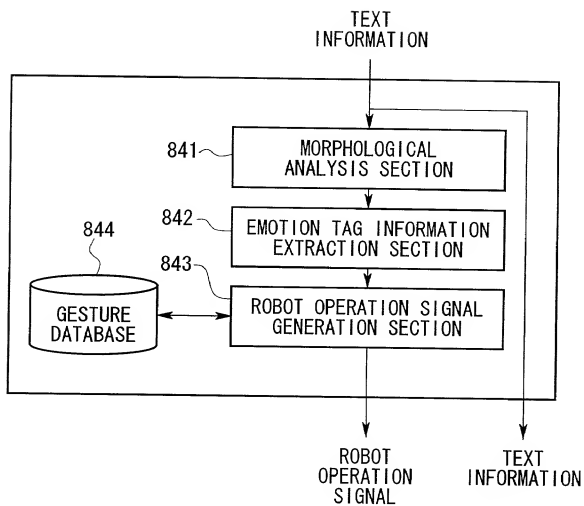 TEXT
INFORMATION
841
MORPHOLOGICAL
ANALYSIS SECTION
842
EMOTION TAG INFORMATION
EXTRACTION SECTION
844
843
GESTURE
DATABASE
ROBOT OPERATION SIGNAL
GENERATION SECTION
ROBOT
OPERATION
SIGNAL
TEXT
INFORMATION